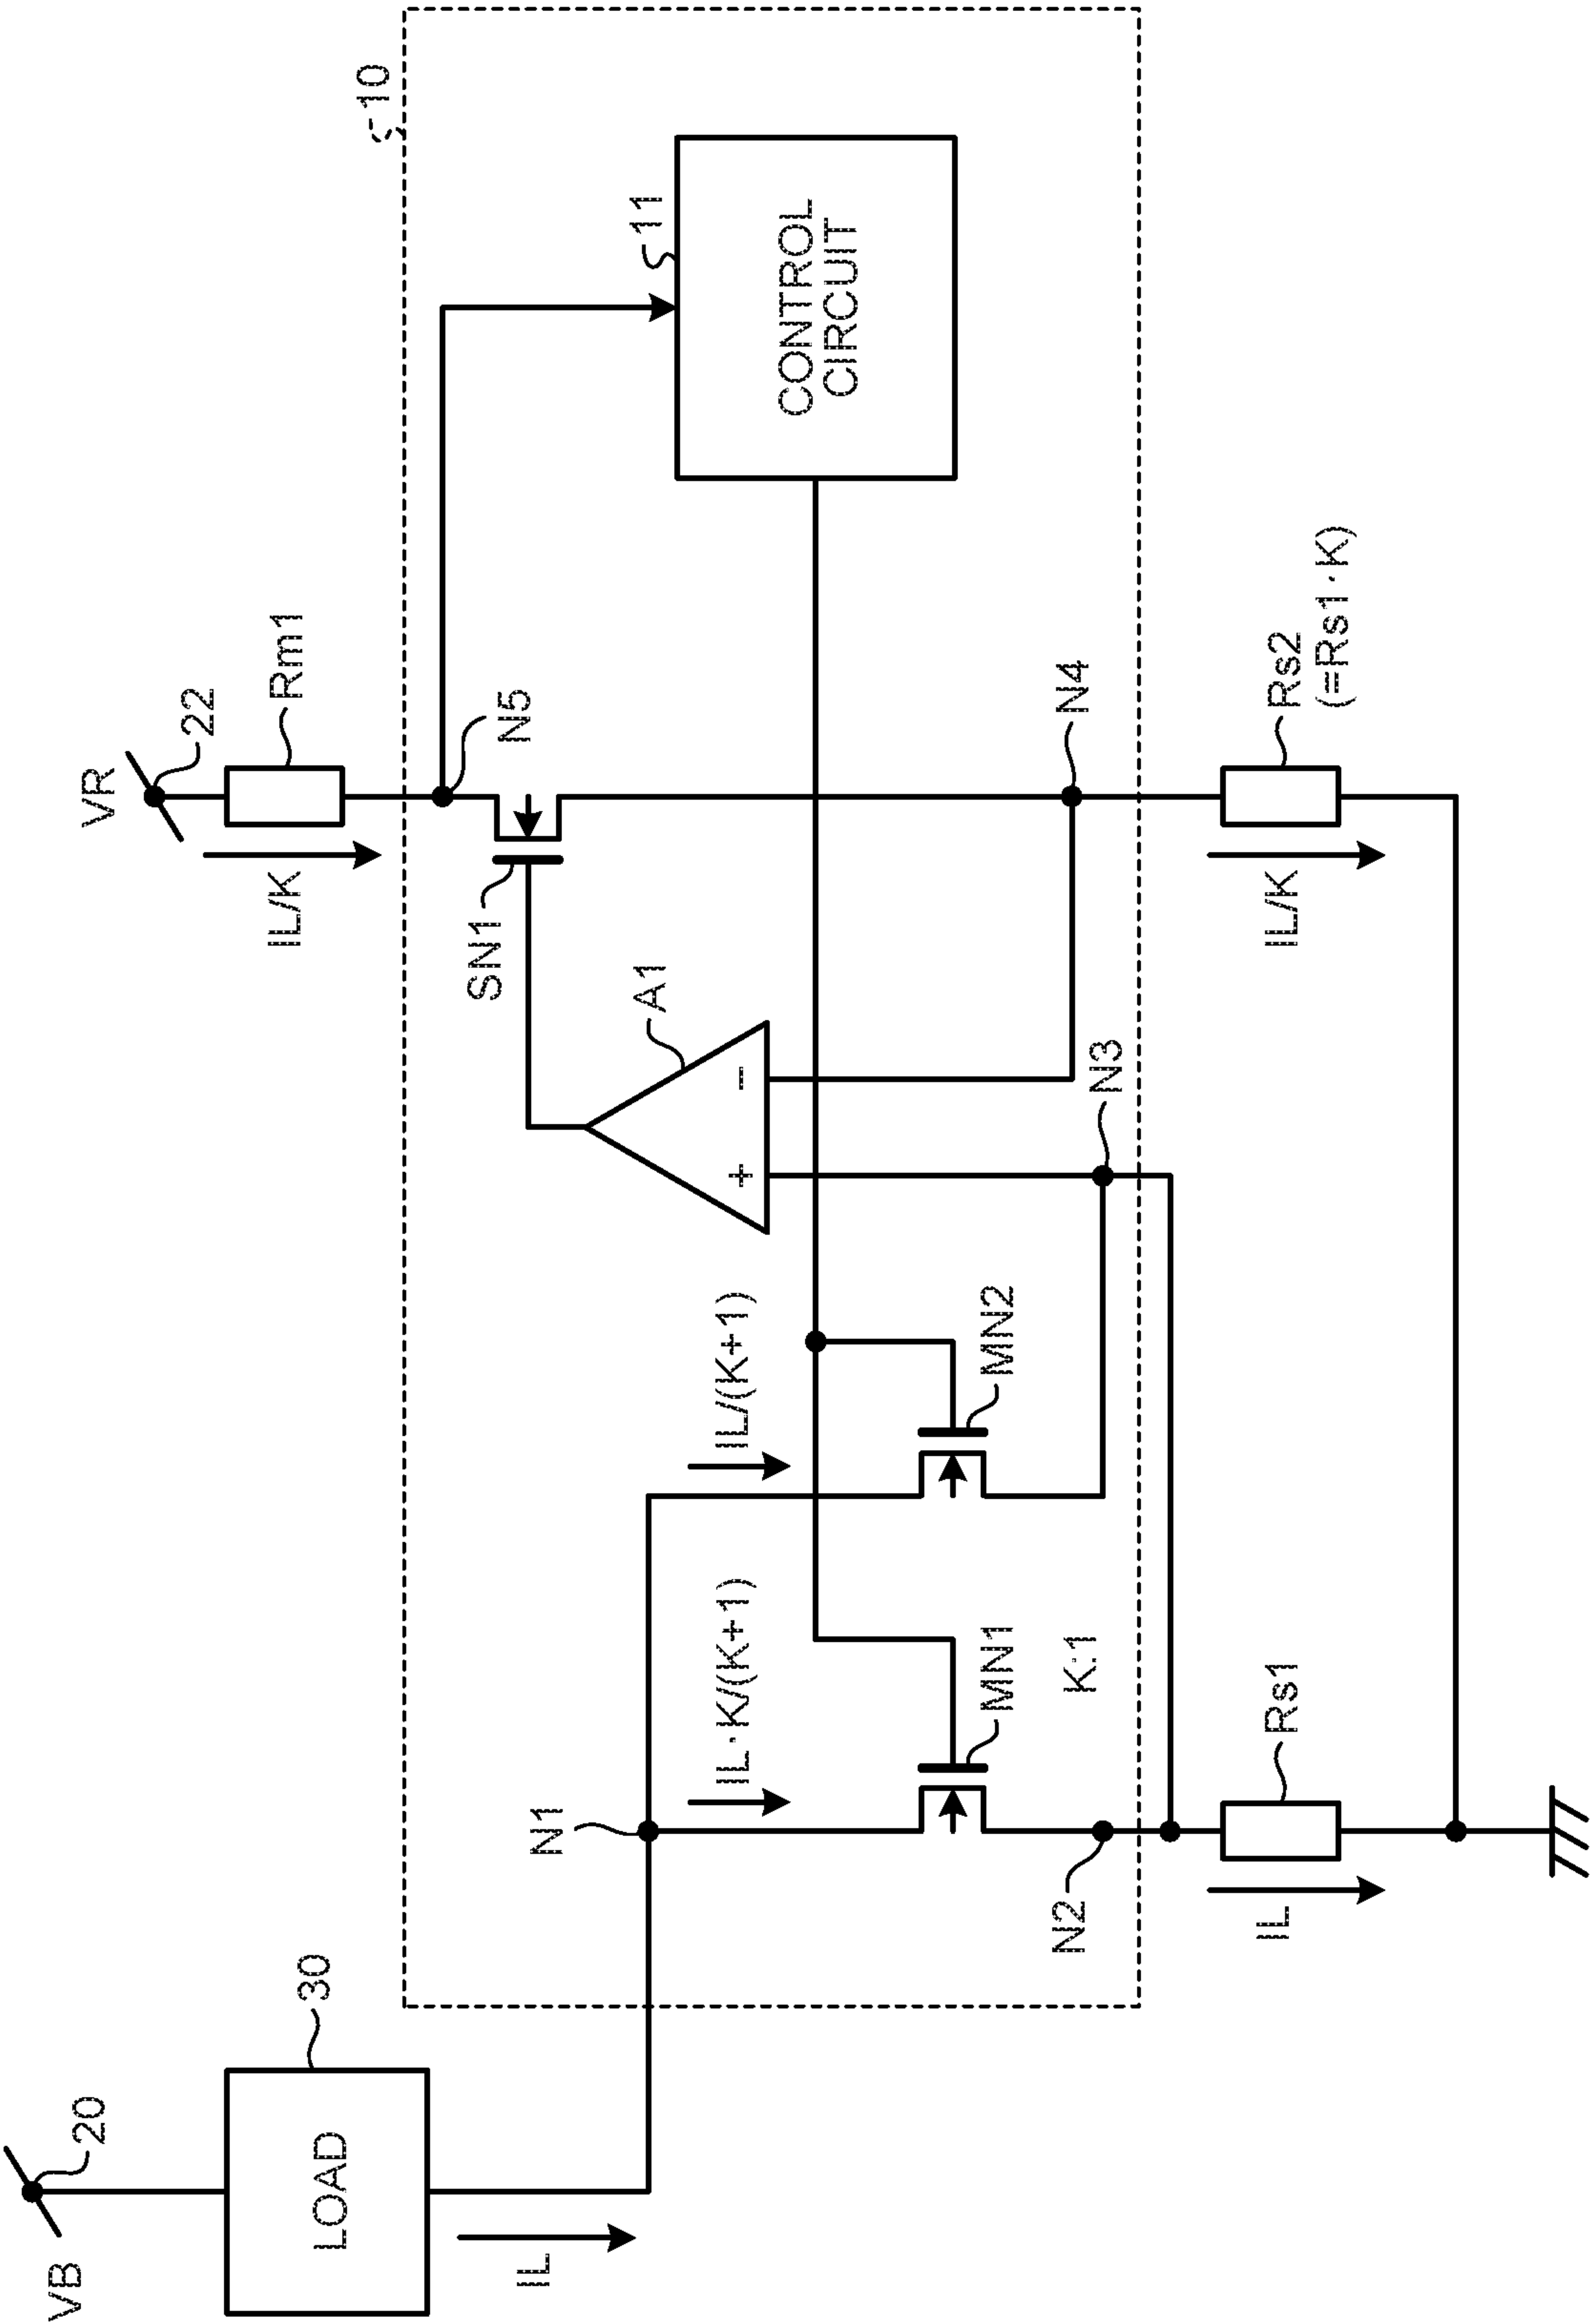 VB
20
LOAD
30
IL
10
VR
22
Rm1
IL/K
N5
SN1
A1
+
−
11
CONTROL
CIRCUIT
N1
IL·K/(K+1)
IL/(K+1)
MN1
MN2
K:1
N2
N3
N4
Rs1
IL
Rs2
(=Rs1·K)
IL/K